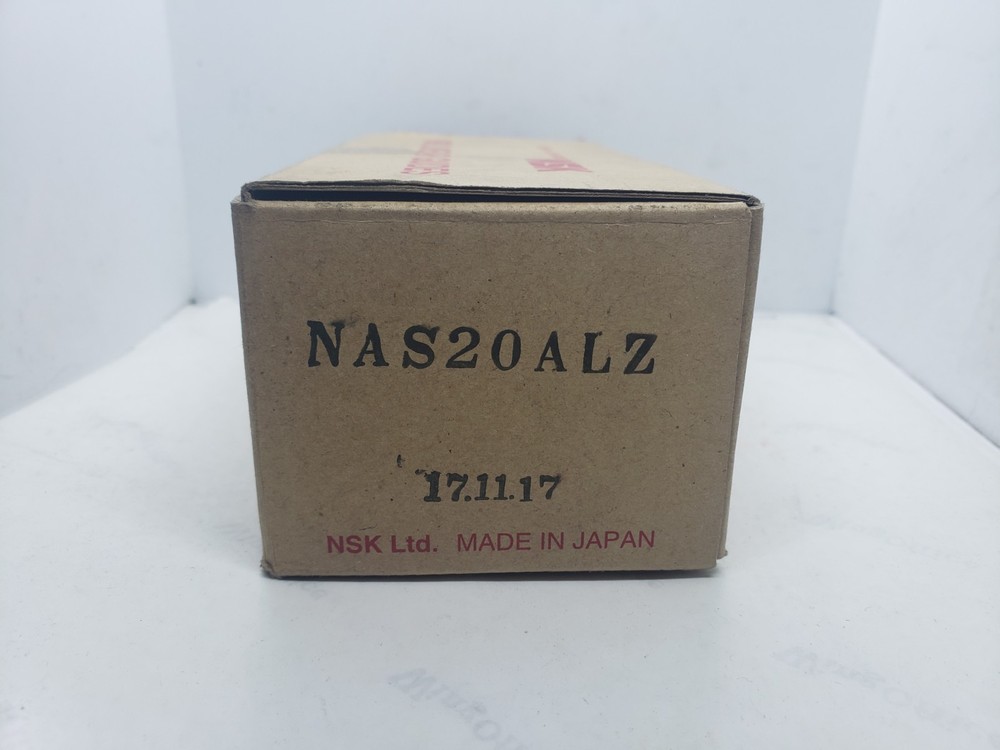 NAS20ALZ
17.11.17
NSK Ltd. MADE IN JAPAN